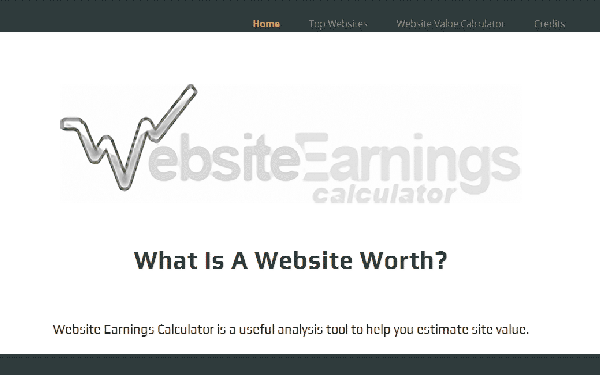 Home Top Websites Website Value Calculator Credits
WebsiteEarnings
calculator
What Is A Website Worth?
Website Earnings Calculator is a useful analysis tool to help you estimate site value.